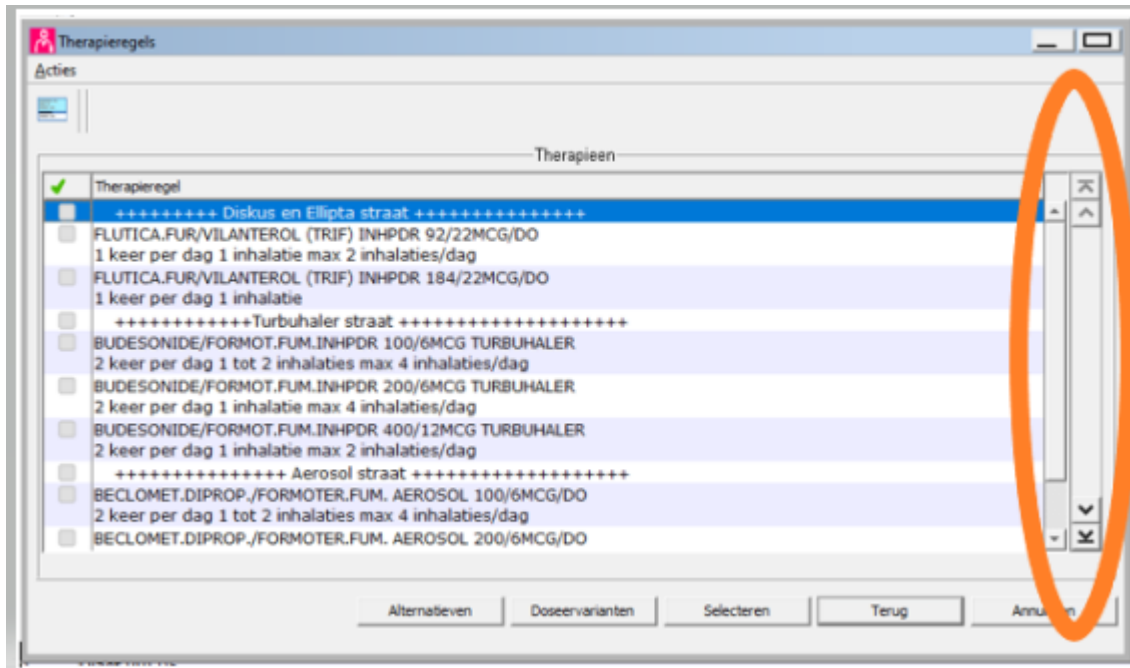 Therapieregels
Acties
Therapieen
Therapieregel
+++++++++ Diskus en Ellipta straat +++++++++++++++
FLUTICA.FUR/VILANTEROL (TRIF) INHPDR 92/22MCG/DO
1 keer per dag 1 inhalatie max 2 inhalaties/dag
FLUTICA.FUR/VILANTEROL (TRIF) INHPDR 184/22MCG/DO
1 keer per dag 1 inhalatie
++++++++++++Turbuhaler straat ++++++++++++++++++++
BUDESONIDE/FORMOT.FUM.INHPDR 100/6MCG TURBUHALER
2 keer per dag 1 tot 2 inhalaties max 4 inhalaties/dag
BUDESONIDE/FORMOT.FUM.INHPDR 200/6MCG TURBUHALER
2 keer per dag 1 inhalatie max 4 inhalaties/dag
BUDESONIDE/FORMOT.FUM.INHPDR 400/12MCG TURBUHALER
2 keer per dag 1 inhalatie max 2 inhalaties/dag
+++++++++++++++ Aerosol straat +++++++++++++++++++
BECLOMET.DIPROP./FORMOTER.FUM. AEROSOL 100/6MCG/DO
2 keer per dag 1 tot 2 inhalaties max 4 inhalaties/dag
BECLOMET.DIPROP./FORMOTER.FUM. AEROSOL 200/6MCG/DO
Alternatieven Doseervarianten Selecteren Terug